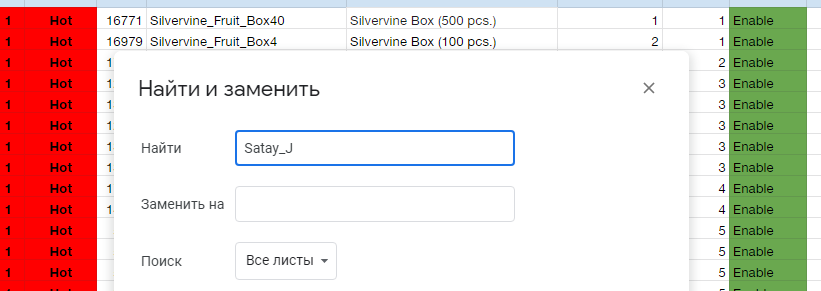 1 Hot 16771 Silvervine_Fruit_Box40 Silvervine Box (500 pcs.) 1 1 Enable
1 Hot 16979 Silvervine_Fruit_Box4 Silvervine Box (100 pcs.) 2 1 Enable
1 Hot 1 2 Enable
1 Hot 1 3 Enable
1 Hot 1 3 Enable
1 Hot 1 3 Enable
1 Hot 1 3 Enable
1 Hot 1 3 Enable
1 Hot 1 4 Enable
1 Hot 1 4 Enable
1 Hot 5 Enable
1 Hot 5 Enable
1 Hot 5 Enable
5 Enable
Найти и заменить
Найти Satay_J
Заменить на
Поиск Все листы